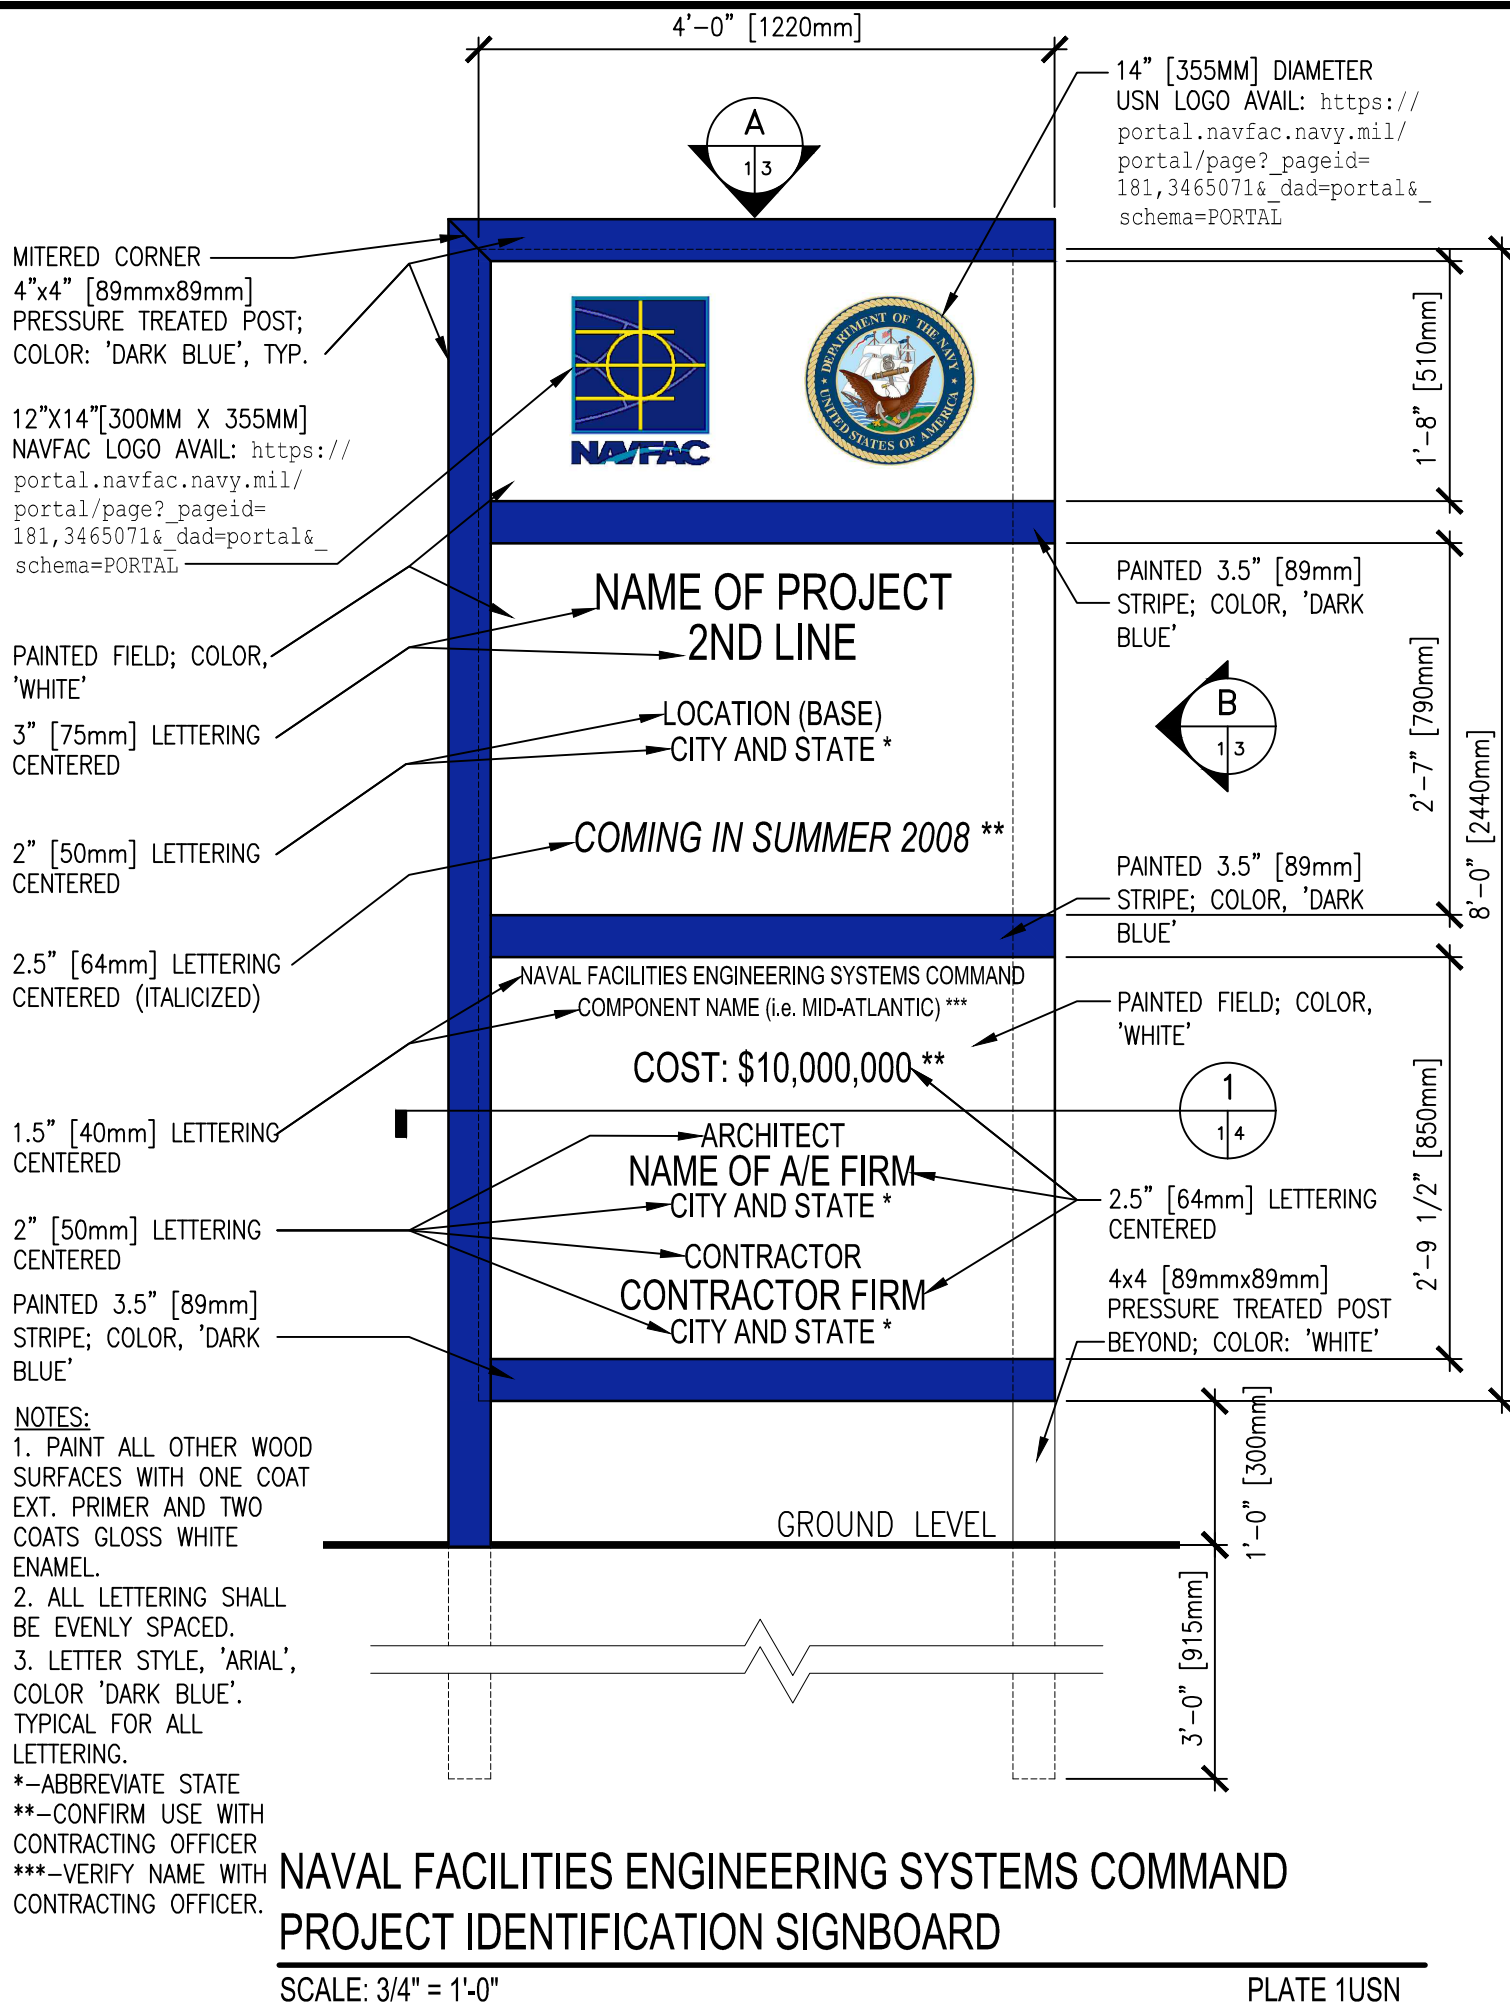 4'-0" [1220mm]
A
1 3
14" [355MM] DIAMETER
USN LOGO AVAIL: https://
portal.navfac.navy.mil/
portal/page?_pageid=
181,3465071&_dad=portal&_
schema=PORTAL
MITERED CORNER
4"x4" [89mmx89mm]
PRESSURE TREATED POST;
COLOR: 'DARK BLUE', TYP.
12"X14"[300MM X 355MM]
NAVFAC LOGO AVAIL: https://
portal.navfac.navy.mil/
portal/page?_pageid=
181,3465071&_dad=portal&_
schema=PORTAL
NAVFAC
DEPARTMENT OF THE NAVY
UNITED STATES OF AMERICA
1'-8" [510mm]
PAINTED FIELD; COLOR,
'WHITE'
3" [75mm] LETTERING
CENTERED
2" [50mm] LETTERING
CENTERED
2.5" [64mm] LETTERING
CENTERED (ITALICIZED)
1.5" [40mm] LETTERING
CENTERED
2" [50mm] LETTERING
CENTERED
PAINTED 3.5" [89mm]
STRIPE; COLOR, 'DARK
BLUE'
NAME OF PROJECT
2ND LINE
LOCATION (BASE)
CITY AND STATE *
COMING IN SUMMER 2008 **
NAVAL FACILITIES ENGINEERING SYSTEMS COMMAND
COMPONENT NAME (i.e. MID-ATLANTIC) ***
COST: $10,000,000 **
ARCHITECT
NAME OF A/E FIRM
CITY AND STATE *
CONTRACTOR
CONTRACTOR FIRM
CITY AND STATE *
PAINTED 3.5" [89mm]
STRIPE; COLOR, 'DARK
BLUE'
B
1 3
2'-7" [790mm]
8'-0" [2440mm]
PAINTED 3.5" [89mm]
STRIPE; COLOR, 'DARK
BLUE'
PAINTED FIELD; COLOR,
'WHITE'
1
1 4
2'-9 1/2" [850mm]
2.5" [64mm] LETTERING
CENTERED
4x4 [89mmx89mm]
PRESSURE TREATED POST
BEYOND; COLOR: 'WHITE'
1'-0" [300mm]
GROUND LEVEL
3'-0" [915mm]
NOTES:
1. PAINT ALL OTHER WOOD
SURFACES WITH ONE COAT
EXT. PRIMER AND TWO
COATS GLOSS WHITE
ENAMEL.
2. ALL LETTERING SHALL
BE EVENLY SPACED.
3. LETTER STYLE, 'ARIAL',
COLOR 'DARK BLUE'.
TYPICAL FOR ALL
LETTERING.
*-ABBREVIATE STATE
**-CONFIRM USE WITH
CONTRACTING OFFICER
***-VERIFY NAME WITH
CONTRACTING OFFICER.
NAVAL FACILITIES ENGINEERING SYSTEMS COMMAND
PROJECT IDENTIFICATION SIGNBOARD
SCALE: 3/4" = 1'-0"
PLATE 1USN